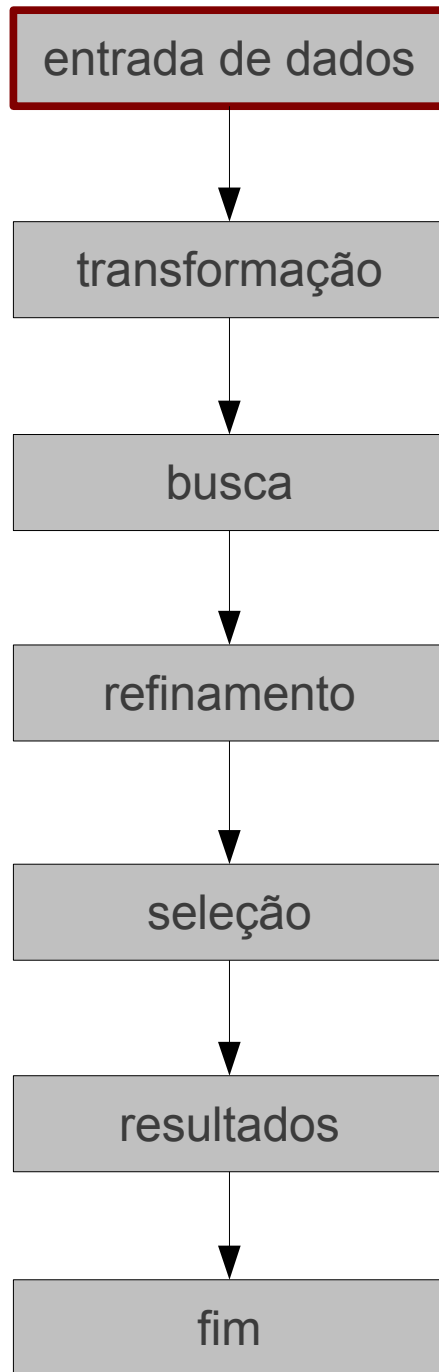 entrada de dados
transformação
busca
refinamento
seleção
resultados
fim